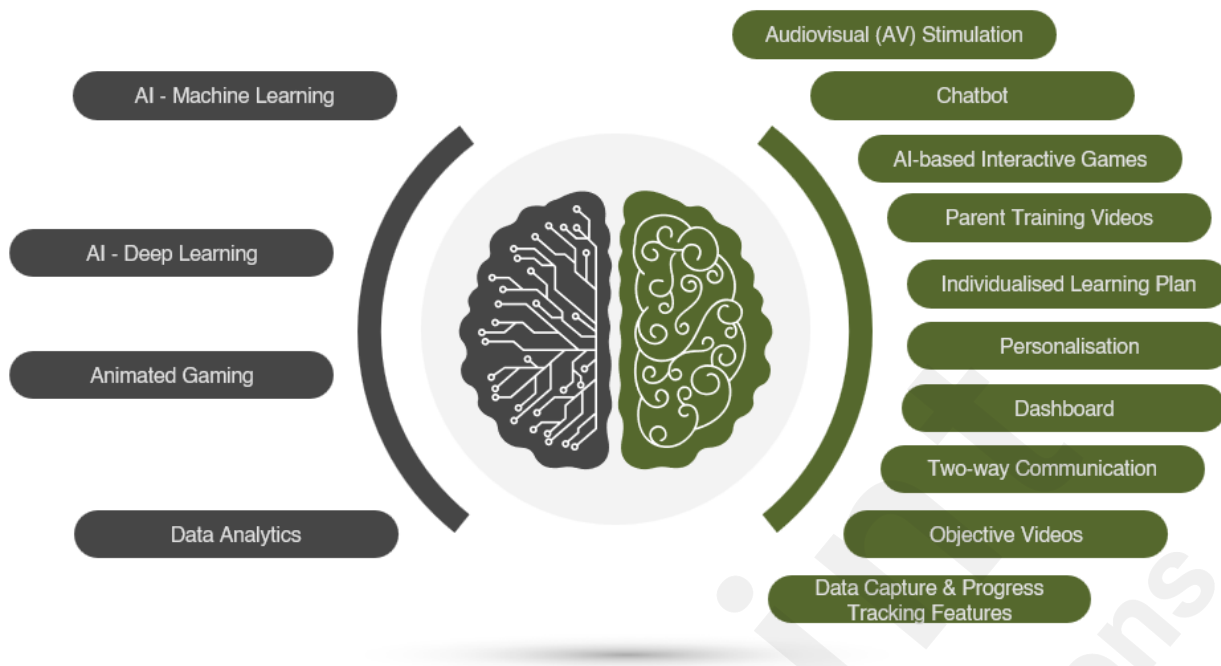 AI - Machine Learning
AI - Deep Learning
Animated Gaming
Data Analytics
Audiovisual (AV) Stimulation
Chatbot
AI-based Interactive Games
Parent Training Videos
Individualised Learning Plan
Personalisation
Dashboard
Two-way Communication
Objective Videos
Data Capture & Progress
Tracking Features